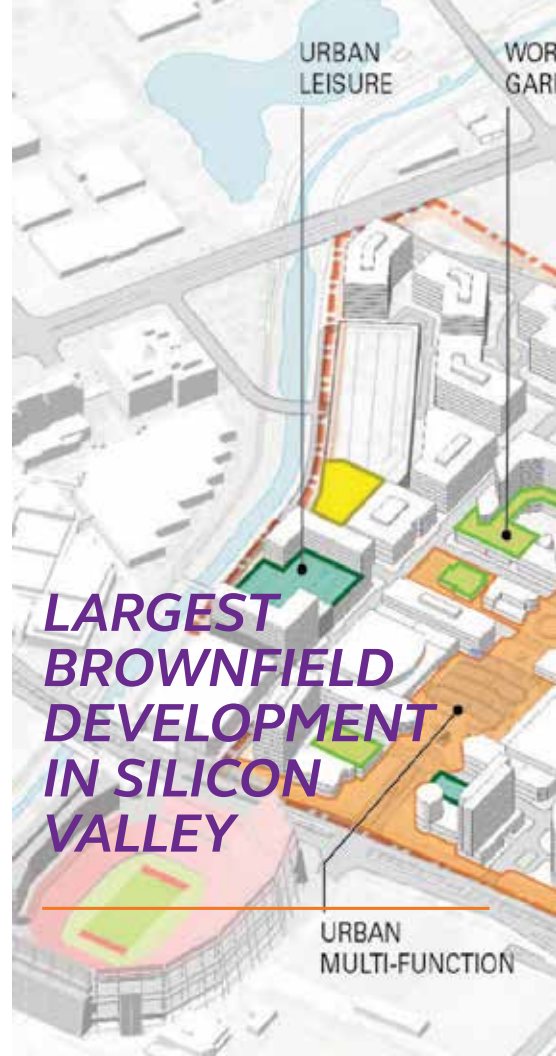 URBAN
LEISURE
LARGEST
BROWNFIELD
DEVELOPMENT
IN SILICON
VALLEY
URBAN
MULTI-FUNCTION